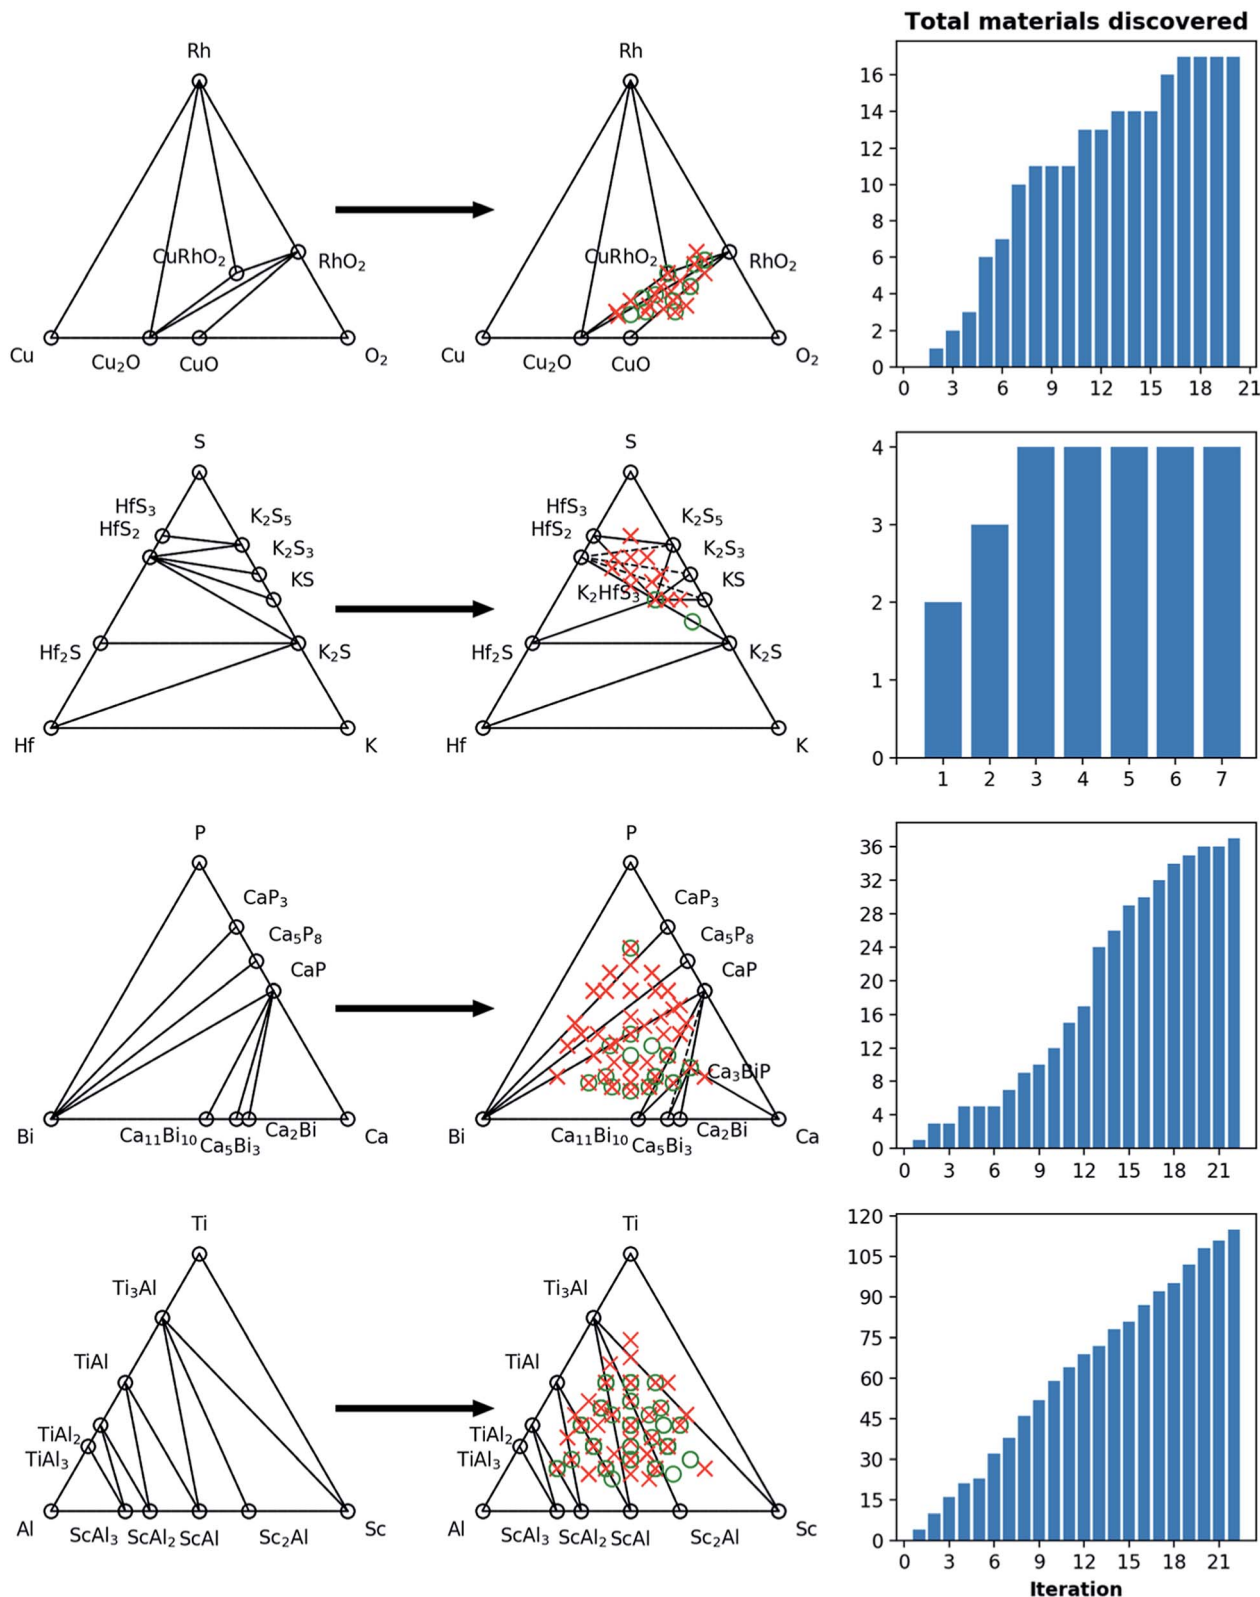 Total materials discovered
Rh
CuRhO₂
RhO₂
Cu
Cu₂O
CuO
O₂
Rh
CuRhO₂
RhO₂
Cu
Cu₂O
CuO
O₂
16
14
12
10
8
6
4
2
0
0 3 6 9 12 15 18 21
S
HfS₃
HfS₂
K₂S₅
K₂S₃
KS
Hf₂S
K₂S
Hf
K
S
HfS₃
HfS₂
K₂S₅
K₂S₃
KS
K₂HfS₃
Hf₂S
K₂S
Hf
K
4
3
2
1
0
1 2 3 4 5 6 7
P
CaP₃
Ca₅P₈
CaP
Bi
Ca₁₁Bi₁₀
Ca₅Bi₃
Ca₂Bi
Ca
P
CaP₃
Ca₅P₈
CaP
Ca₃BiP
Bi
Ca₁₁Bi₁₀
Ca₅Bi₃
Ca₂Bi
Ca
36
32
28
24
20
16
12
8
4
0
0 3 6 9 12 15 18 21
Ti
Ti₃Al
TiAl
TiAl₂
TiAl₃
Al
ScAl₃
ScAl₂
ScAl
Sc₂Al
Sc
Ti
Ti₃Al
TiAl
TiAl₂
TiAl₃
Al
ScAl₃
ScAl₂
ScAl
Sc₂Al
Sc
120
105
90
75
60
45
30
15
0
0 3 6 9 12 15 18 21
Iteration